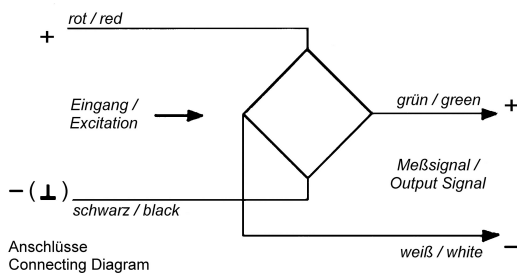 rot / red
+
grün / green
+
Eingang /
Excitation
Meßsignal /
Output Signal
– (⊥)
schwarz / black
weiß / white
–
Anschlüsse
Connecting Diagram